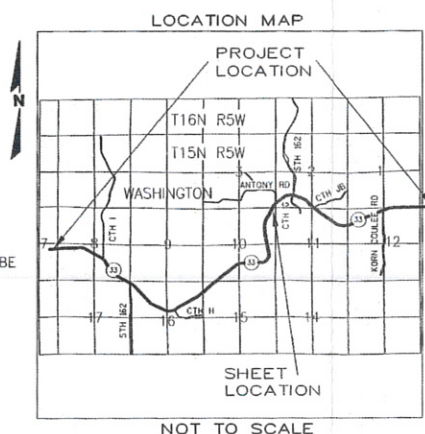 LOCATION MAP
PROJECT
LOCATION
N
T16N R5W
T15N R5W
STH 162
3
2
1
ANTONY RD
WASHINGTON
CTH JB
CTH I
CTH G
KORN COULEE RD
33
7
8
9
10
11
12
BE
33
33
17
16
15
14
STH 162
CTH H
SHEET
LOCATION
NOT TO SCALE